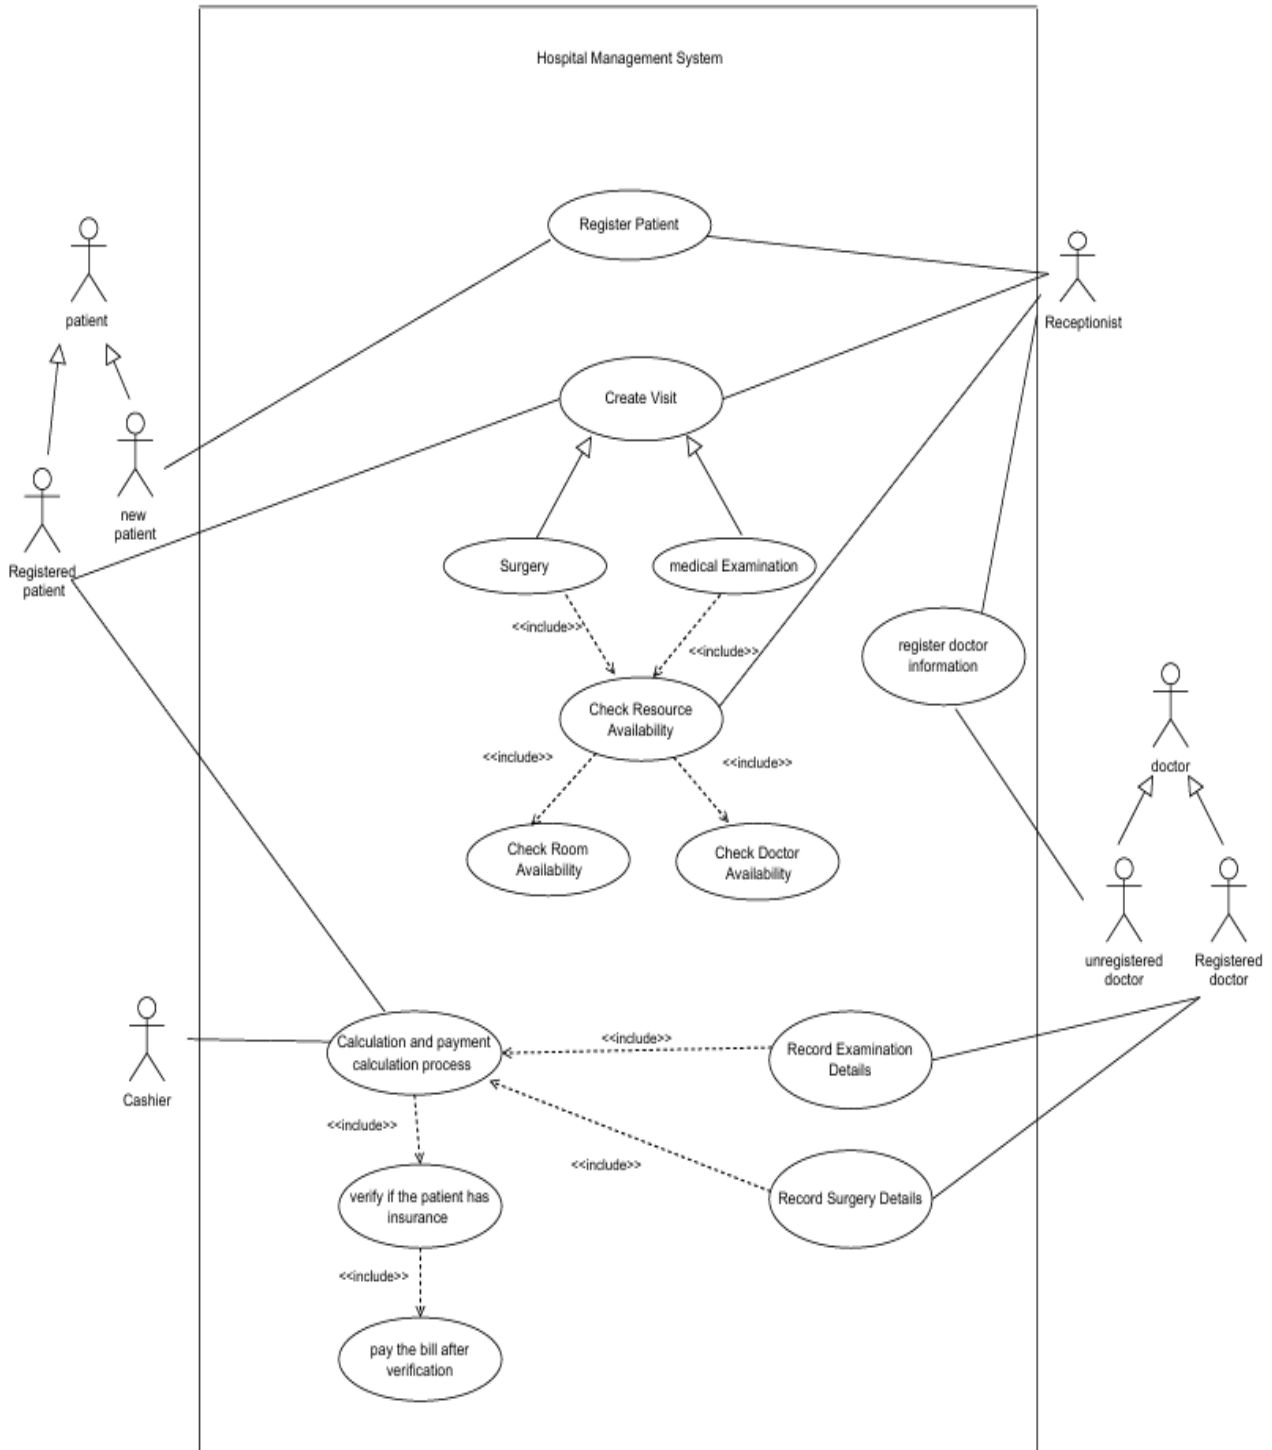 Hospital Management System
Register Patient
patient
Receptionist
Create Visit
new
patient
Registered
patient
Surgery
medical Examination
<<include>>
<<include>>
register doctor
information
Check Resource
Availability
<<include>>
<<include>>
doctor
Check Room
Availability
Check Doctor
Availability
unregistered
doctor
Registered
doctor
Cashier
Calculation and payment
calculation process
<<include>>
Record Examination
Details
<<include>>
<<include>>
verify if the patient has
insurance
Record Surgery Details
<<include>>
pay the bill after
verification